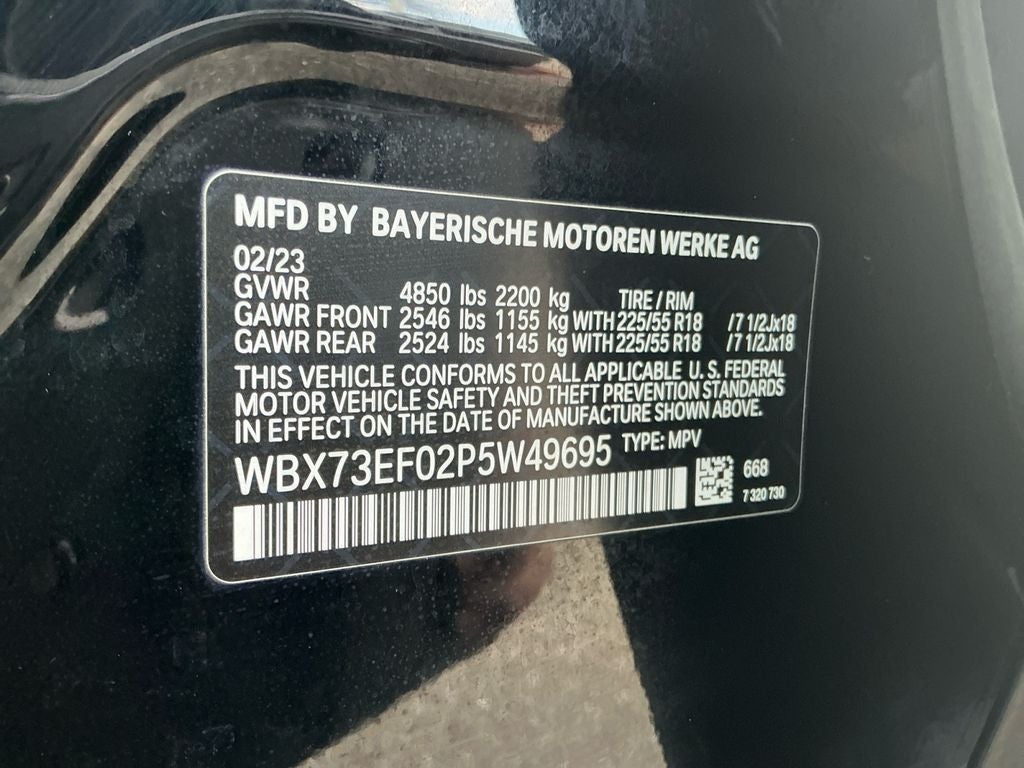 MFD BY BAYERISCHE MOTOREN WERKE AG
02/23
GVWR 4850 lbs 2200 kg TIRE / RIM
GAWR FRONT 2546 lbs 1155 kg WITH 225/55 R18 /7 1/2Jx18
GAWR REAR 2524 lbs 1145 kg WITH 225/55 R18 /7 1/2Jx18
THIS VEHICLE CONFORMS TO ALL APPLICABLE U.S. FEDERAL
MOTOR VEHICLE SAFETY AND THEFT PREVENTION STANDARDS
IN EFFECT ON THE DATE OF MANUFACTURE SHOWN ABOVE.
WBX73EF02P5W49695 TYPE: MPV
668
7 320 730